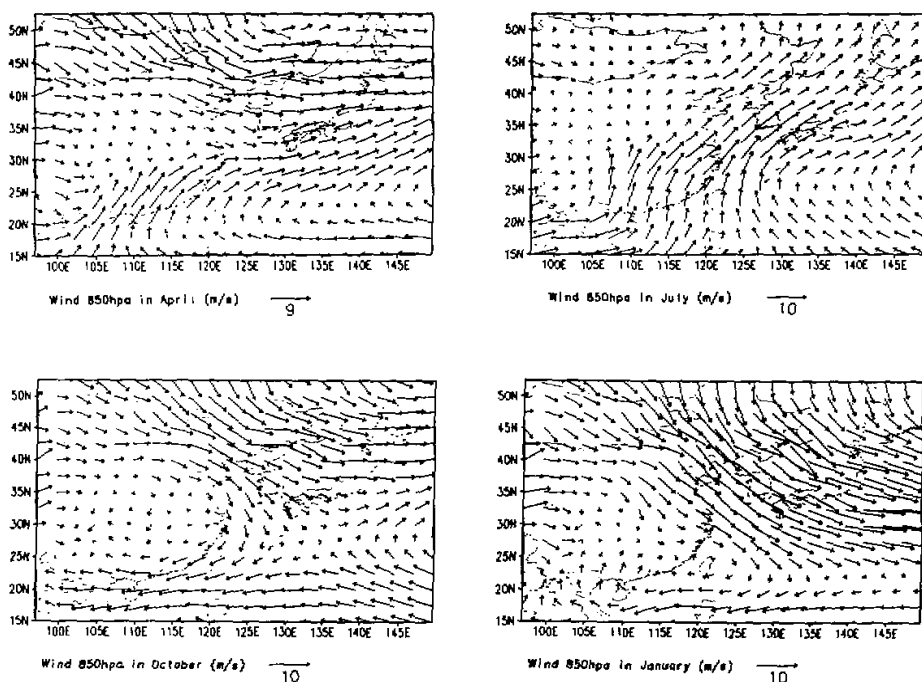 50N
45N
40N
35N
30N
25N
20N
15N
100E 105E 110E 115E 120E 125E 130E 135E 140E 145E
Wind 850hpa in April (m/s)
9
50N
45N
40N
35N
30N
25N
20N
15N
100E 105E 110E 115E 120E 125E 130E 135E 140E 145E
Wind 850hpa in July (m/s)
10
50N
45N
40N
35N
30N
25N
20N
15N
100E 105E 110E 115E 120E 125E 130E 135E 140E 145E
Wind 850hpa in October (m/s)
10
50N
45N
40N
35N
30N
25N
20N
15N
100E 105E 110E 115E 120E 125E 130E 135E 140E 145E
Wind 850hpa in January (m/s)
10